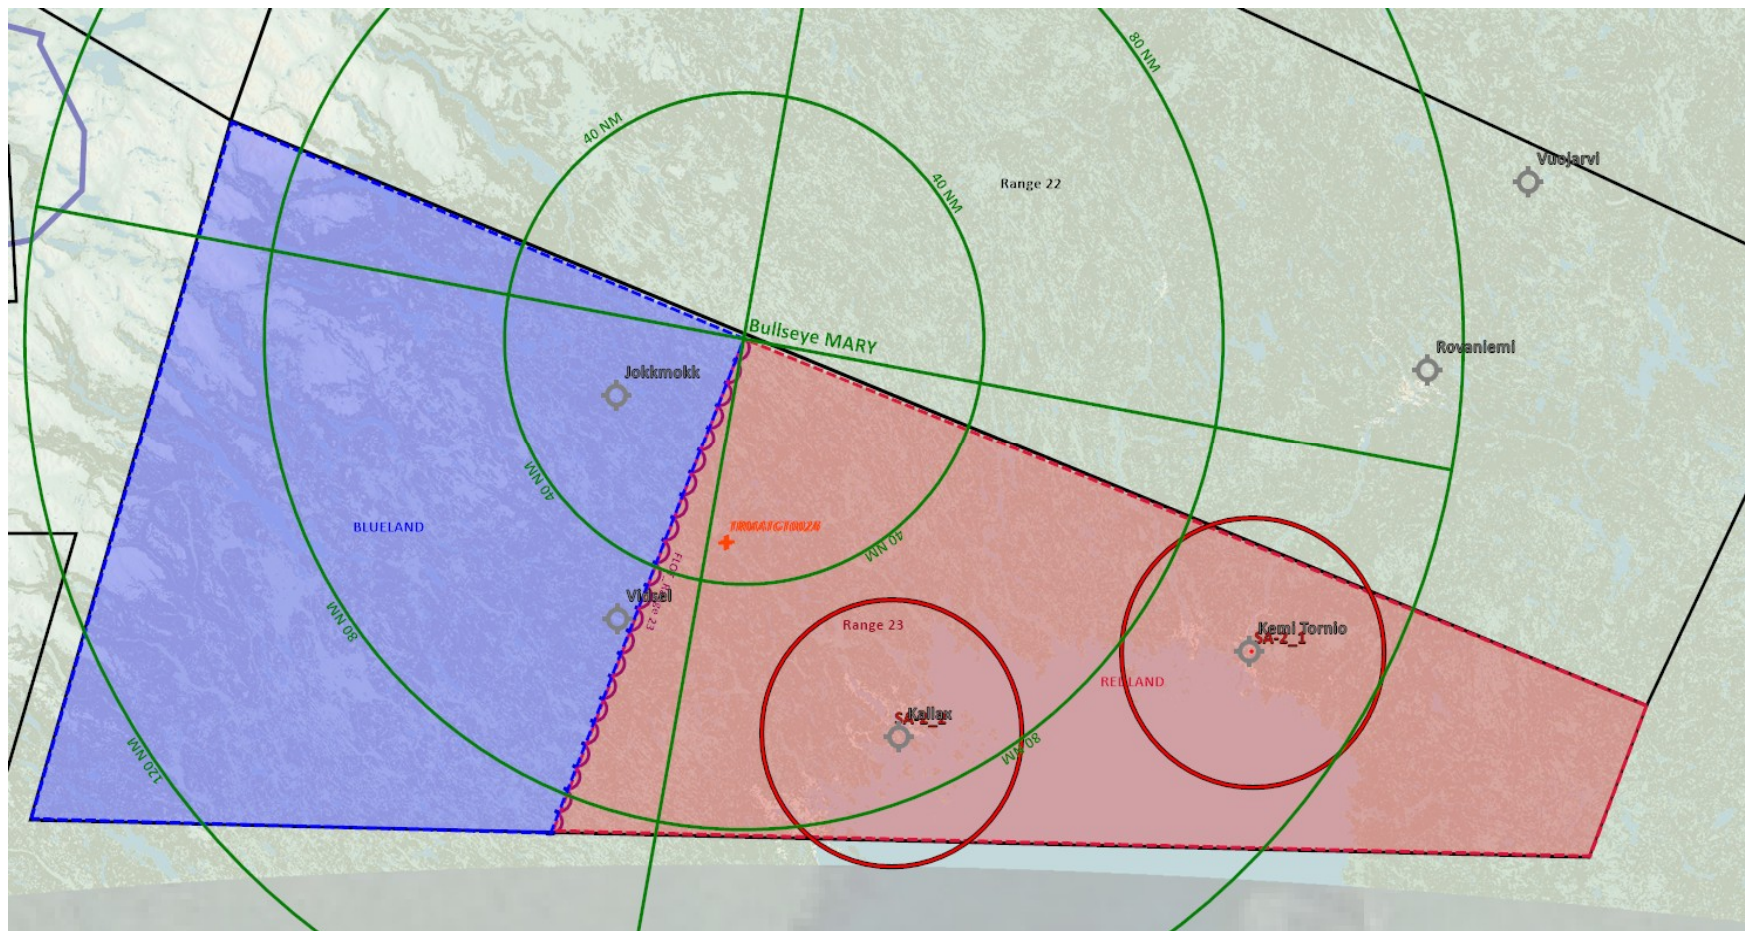 80 NM
40 NM
Vuojarvi
40 NM
Range 22
Bullseye MARY
Rovaniemi
Jokkmokk
40 NM
BLUELAND
40 NM
Vidsel
80 NM
Range 23
Kemi Tornio
SA-2_1
REDLAND
Kallax
80 NM
120 NM